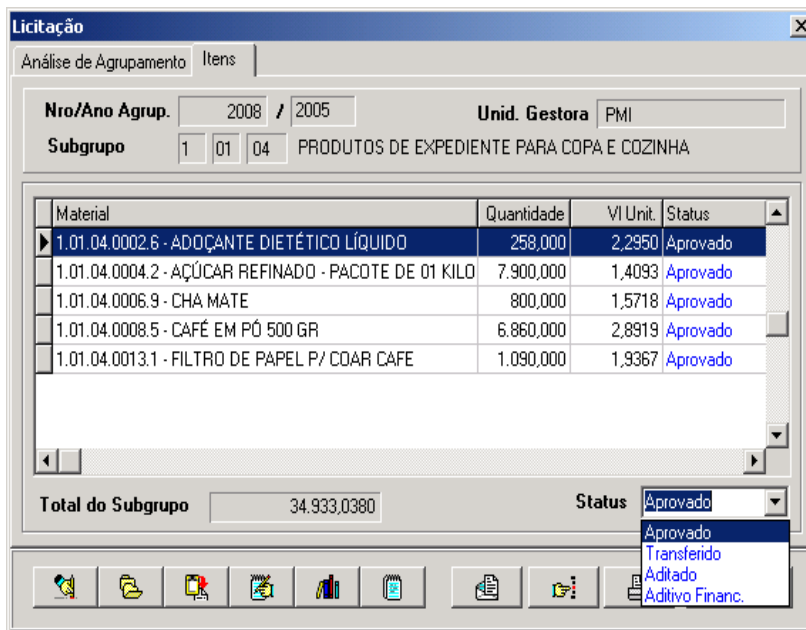 Licitação
Análise de Agrupamento Itens
Nro/Ano Agrup. 2008 / 2005 Unid. Gestora PMI
Subgrupo 1 01 04 PRODUTOS DE EXPEDIENTE PARA COPA E COZINHA
Material Quantidade Vl Unit. Status
1.01.04.0002.6 - ADOÇANTE DIETÉTICO LÍQUIDO 258,000 2,2950 Aprovado
1.01.04.0004.2 - AÇÚCAR REFINADO - PACOTE DE 01 KILO 7.900,000 1,4093 Aprovado
1.01.04.0006.9 - CHA MATE 800,000 1,5718 Aprovado
1.01.04.0008.5 - CAFÉ EM PÓ 500 GR 6.860,000 2,8919 Aprovado
1.01.04.0013.1 - FILTRO DE PAPEL P/ COAR CAFE 1.090,000 1,9367 Aprovado
Total do Subgrupo 34.933,0380 Status Aprovado
Aprovado
Transferido
Aditado
Aditivo Financ.